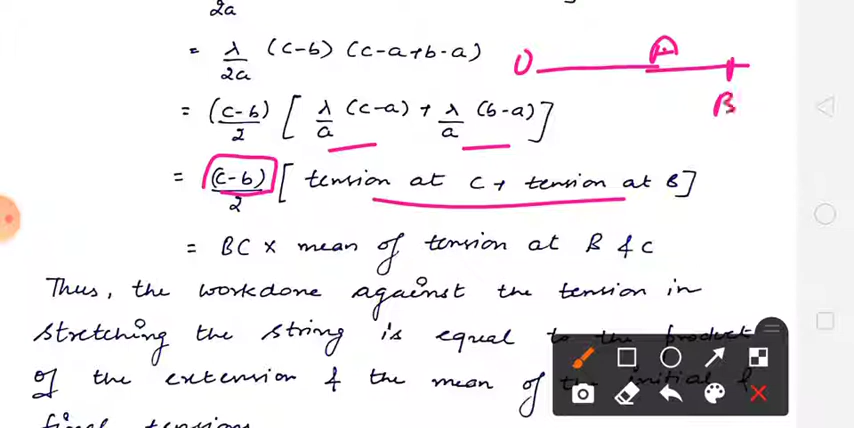 2a
= λ/2a (c-b) (c-a+b-a)
O A
B
= (c-b)/2 [ λ/a (c-a) + λ/a (b-a) ]
= (c-b)/2 [ tension at C + tension at B ]
= BC × mean of tension at B & C
Thus, the workdone against the tension in
stretching the string is equal to the product
of the extension & the mean of the initial &
final tension